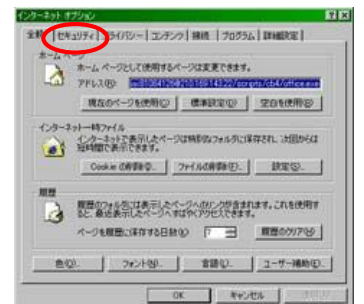 インターネット オプション
全般 セキュリティ プライバシー コンテンツ 接続 プログラム 詳細設定
ホーム ページ
ホーム ページとして使用するページは変更できます。
アドレス(R):
現在のページを使用(C) 標準設定(D) 空白を使用(B)
インターネット一時ファイル
インターネットで表示したページは特別なフォルダに保存され、次回からは
短時間で表示できます。
Cookie の削除(I)... ファイルの削除(F)... 設定(S)...
履歴
履歴のフォルダには表示したページへのリンクが含まれます。これを使用す
ると、最近表示したページへすばやくアクセスできます。
ページを履歴に保存する日数(K): 7 履歴のクリア(H)
色(O)... フォント(N)... 言語(L)... ユーザー補助(E)...
OK キャンセル